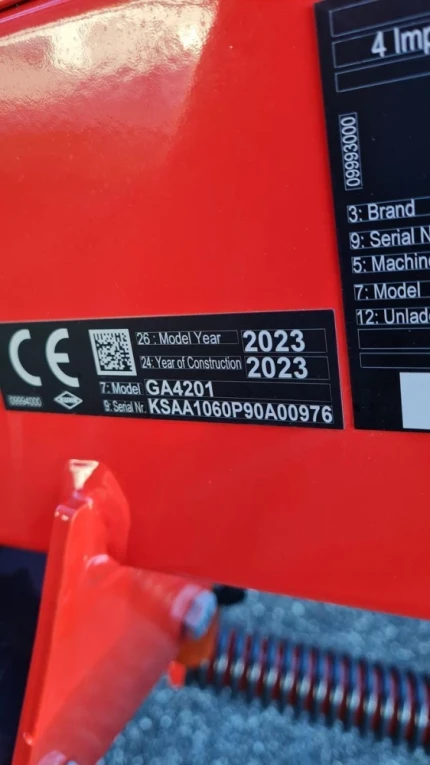 4 Imp
09993000
3: Brand
9: Serial N
5: Machin
7: Model
12: Unlad
CE
26 : Model Year 2023
24: Year of Construction 2023
7: Model GA4201
9: Serial Nr. KSAA1060P90A00976
09994000